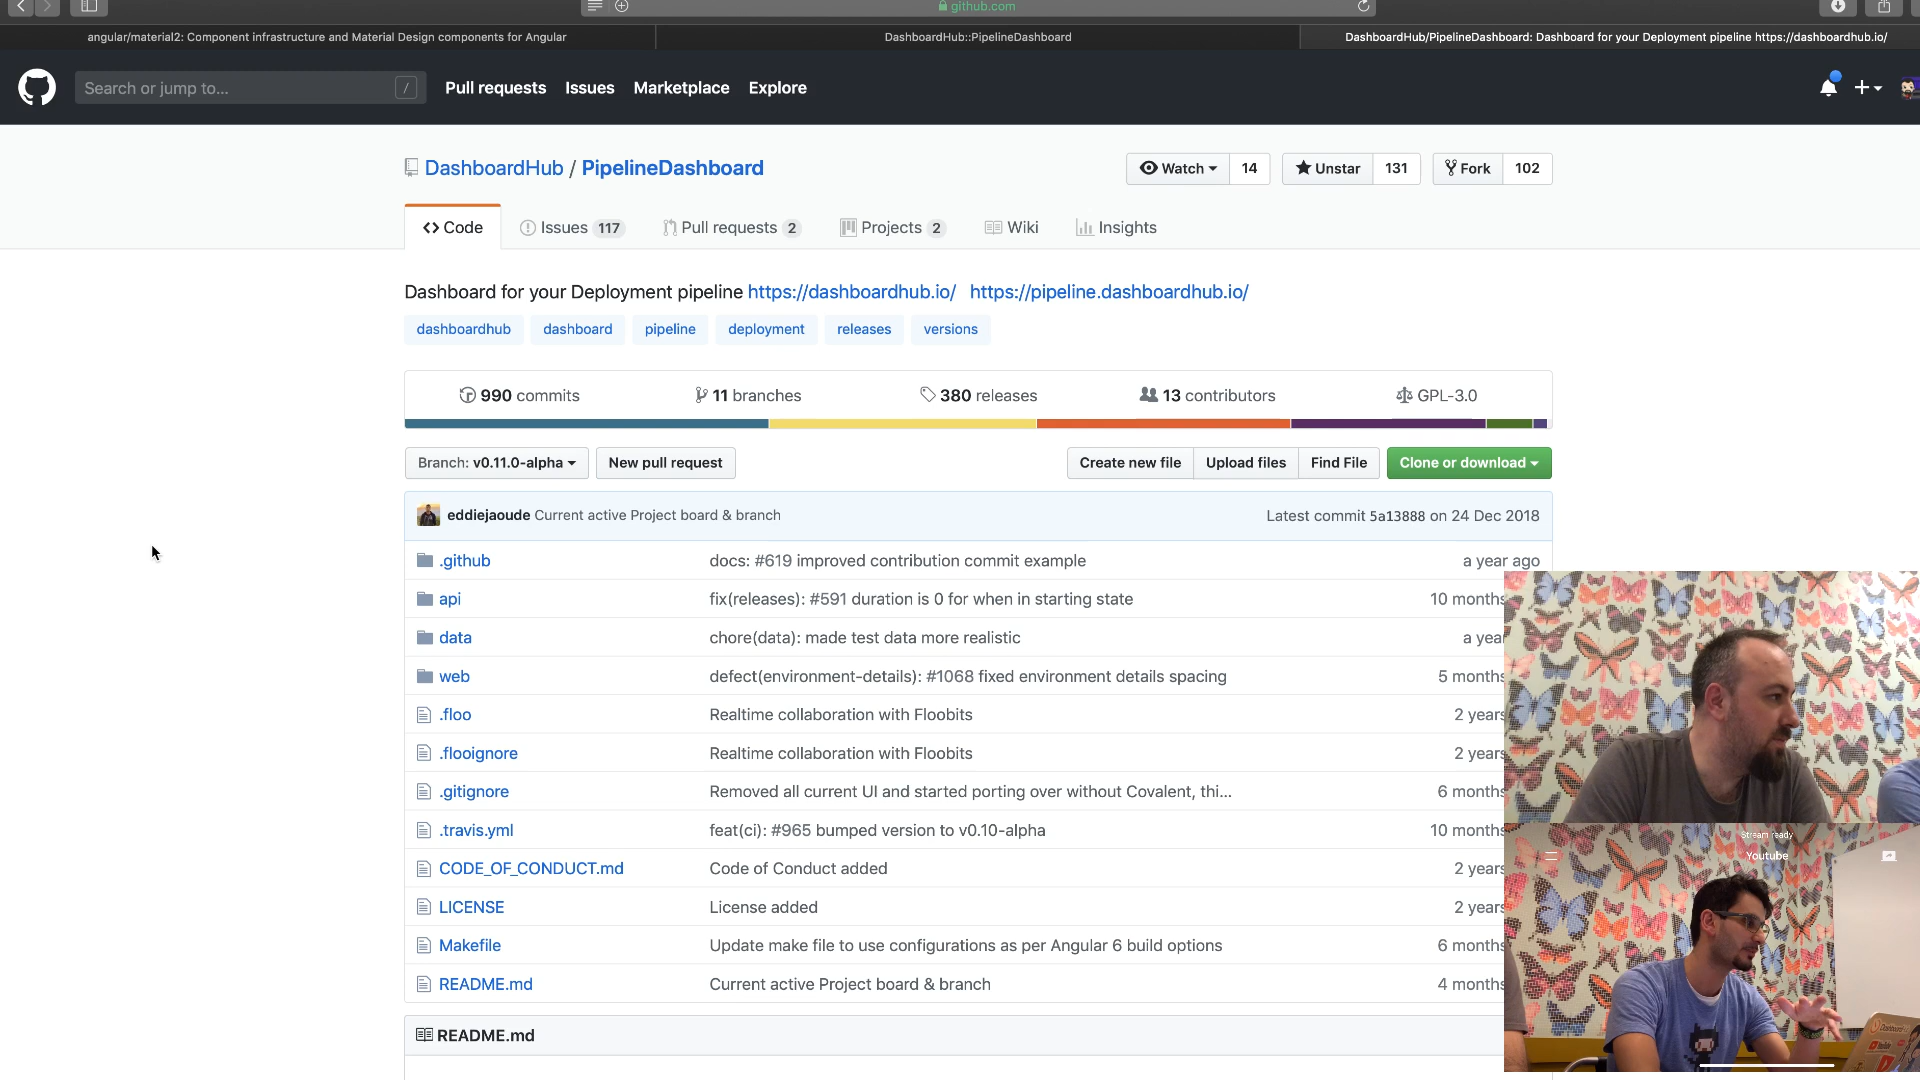 github.com
angular/material2: Component infrastructure and Material Design components for Angular
DashboardHub::PipelineDashboard
DashboardHub/PipelineDashboard: Dashboard for your Deployment pipeline https://dashboardhub.io/
Search or jump to... /
Pull requests Issues Marketplace Explore
DashboardHub / PipelineDashboard
Watch 14 Unstar 131 Fork 102
Code Issues 117 Pull requests 2 Projects 2 Wiki Insights
Dashboard for your Deployment pipeline https://dashboardhub.io/ https://pipeline.dashboardhub.io/
dashboardhub dashboard pipeline deployment releases versions
990 commits 11 branches 380 releases 13 contributors GPL-3.0
Branch: v0.11.0-alpha New pull request Create new file Upload files Find File Clone or download
eddiejaoude Current active Project board & branch Latest commit 5a13888 on 24 Dec 2018
.github docs: #619 improved contribution commit example a year ago
api fix(releases): #591 duration is 0 for when in starting state 10 months
data chore(data): made test data more realistic a year
web defect(environment-details): #1068 fixed environment details spacing 5 months
.floo Realtime collaboration with Floobits 2 years
.flooignore Realtime collaboration with Floobits 2 years
.gitignore Removed all current UI and started porting over without Covalent, thi... 6 months
.travis.yml feat(ci): #965 bumped version to v0.10-alpha 10 months
CODE_OF_CONDUCT.md Code of Conduct added 2 years
LICENSE License added 2 years
Makefile Update make file to use configurations as per Angular 6 build options 6 months
README.md Current active Project board & branch 4 months
README.md
Stream ready
Youtube